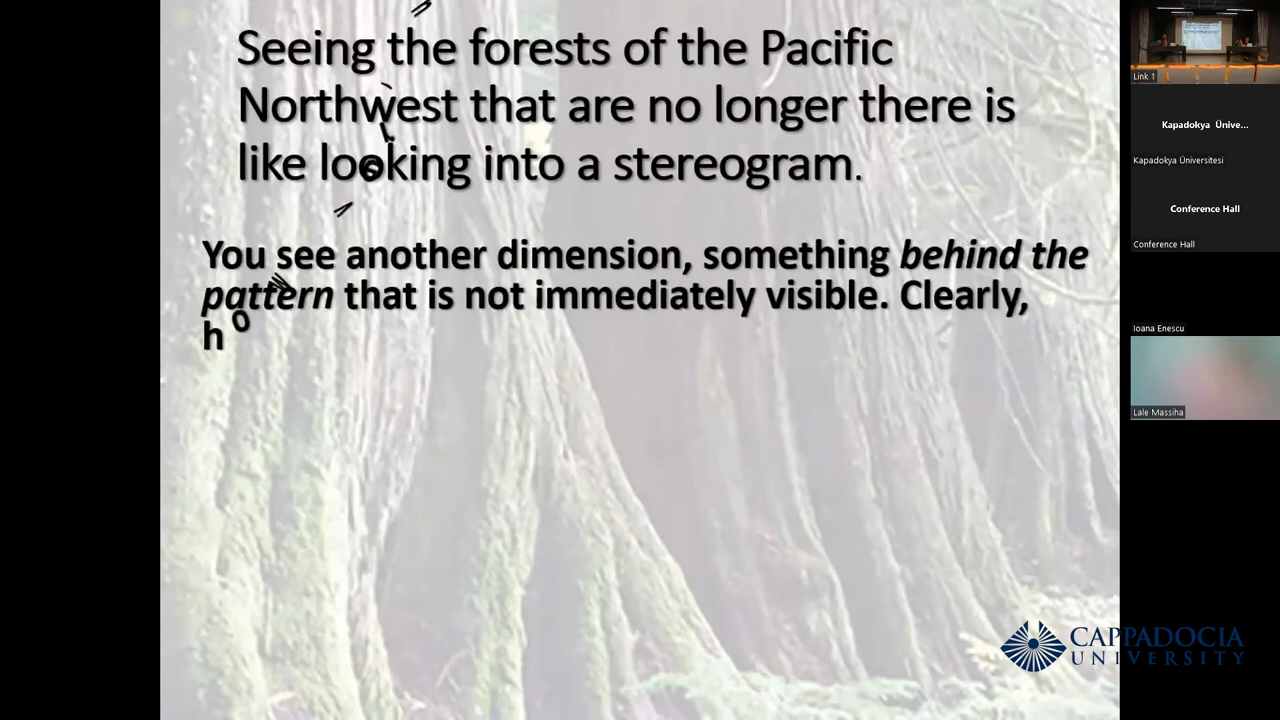 Seeing the forests of the Pacific
Northwest that are no longer there is
like looking into a stereogram.
You see another dimension, something behind the
pattern that is not immediately visible. Clearly,
h o
CAPPADOCIA
UNIVERSITY
Link 1
Kapadokya Ünive...
Kapadokya Üniversitesi
Conference Hall
Conference Hall
Ioana Enescu
Lale Massiha